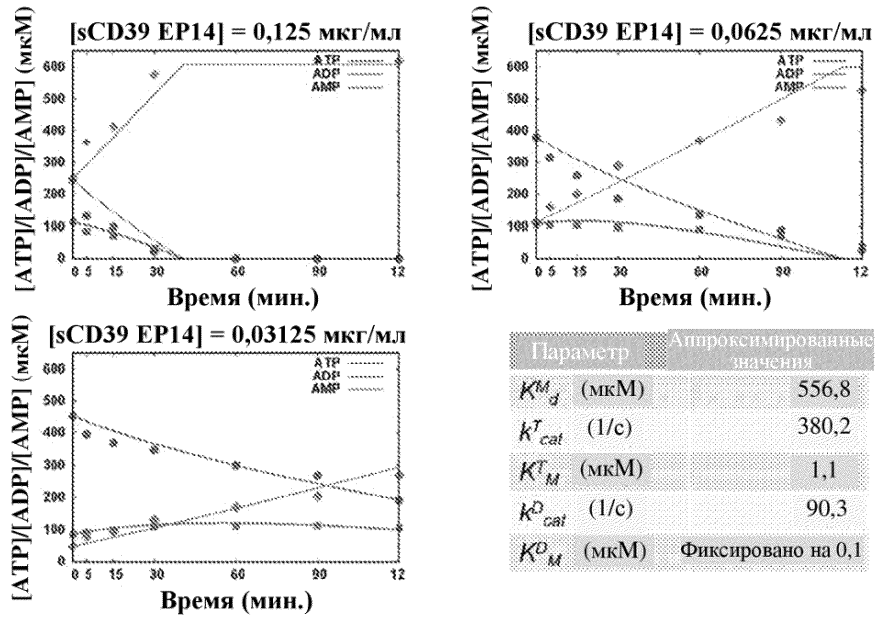 [sCD39 EP14] = 0,125 мкг/мл
[ATP]/[ADP]/[AMP] (мкМ)
600
500
400
300
200
100
0
ATP
ADP
AMP
0 5 15 30 60 90 12
Время (мин.)
[sCD39 EP14] = 0,0625 мкг/мл
[ATP]/[ADP]/[AMP] (мкМ)
600
500
400
300
200
100
0
ATP
ADP
AMP
0 5 15 30 60 90 12
Время (мин.)
[sCD39 EP14] = 0,03125 мкг/мл
[ATP]/[ADP]/[AMP] (мкМ)
600
500
400
300
200
100
0
ATP
ADP
AMP
0 5 15 30 60 90 12
Время (мин.)
Параметр Аппроксимированные
значения
K^M_d (мкМ) 556,8
k^T_cat (1/с) 380,2
K^T_M (мкМ) 1,1
k^D_cat (1/с) 90,3
K^D_M (мкМ) Фиксировано на 0,1